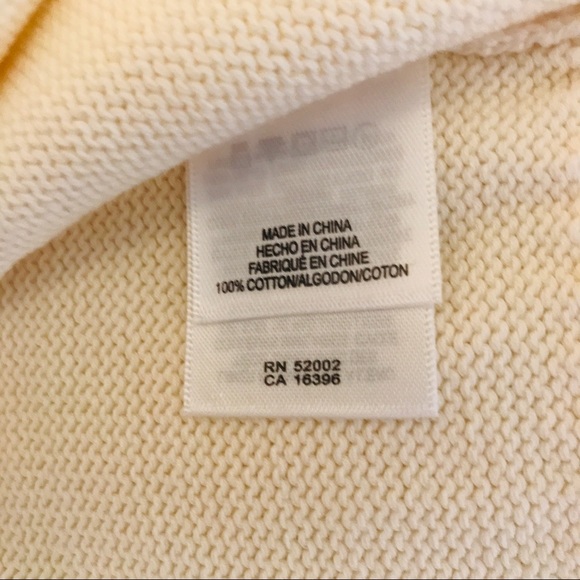 MADE IN CHINA
HECHO EN CHINA
FABRIQUÉ EN CHINE
100% COTTON/ALGODON/COTON
RN 52002
CA 16396